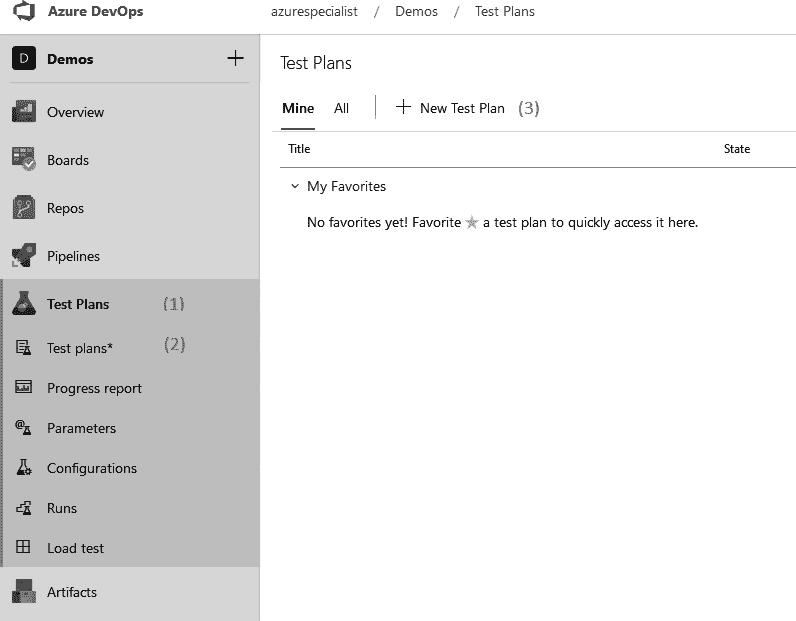 Azure DevOps
azurespecialist / Demos / Test Plans
D Demos +
Overview
Boards
Repos
Pipelines
Test Plans (1)
Test plans* (2)
Progress report
Parameters
Configurations
Runs
Load test
Artifacts
Test Plans
Mine All + New Test Plan (3)
Title State
My Favorites
No favorites yet! Favorite ★ a test plan to quickly access it here.